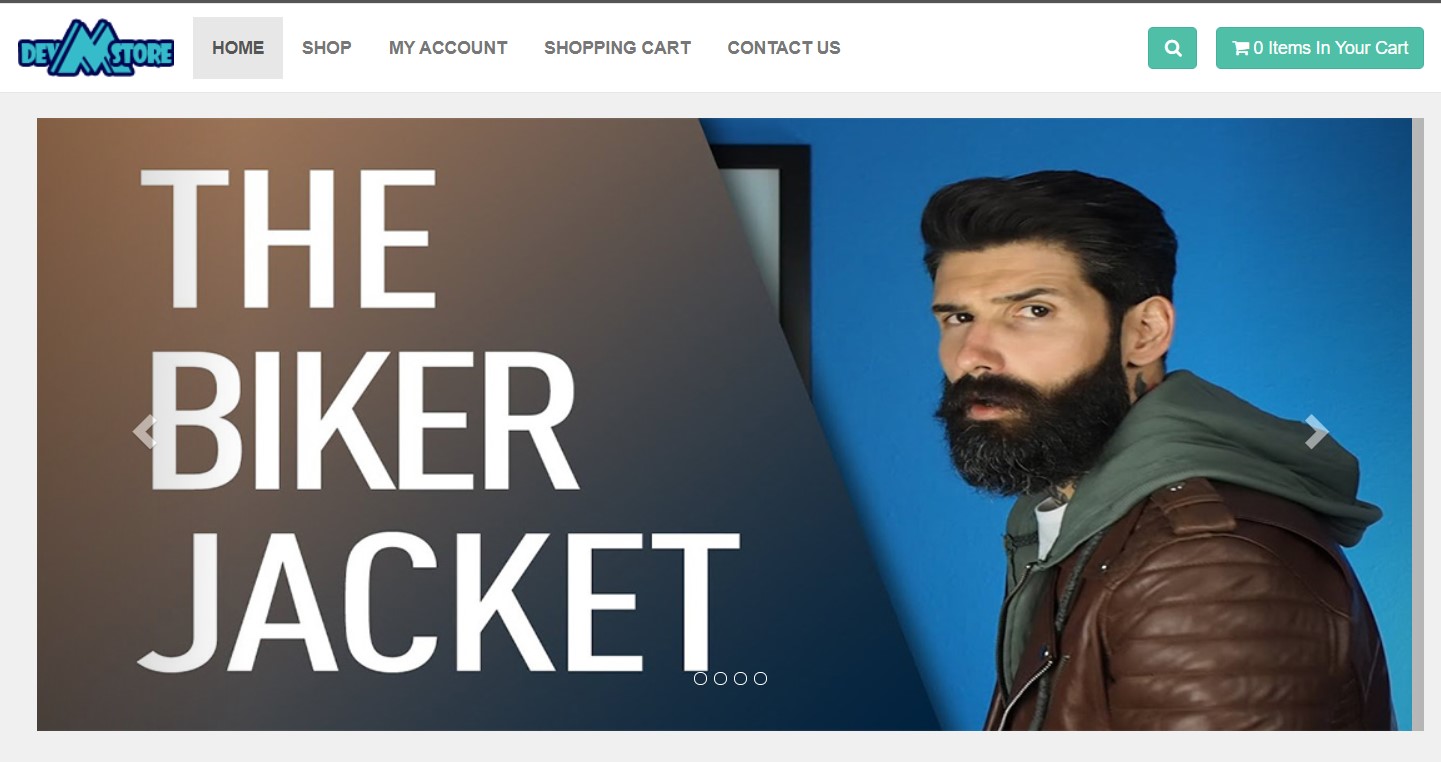 DEV M STORE
HOME
SHOP
MY ACCOUNT
SHOPPING CART
CONTACT US
0 Items In Your Cart
THE
BIKER
JACKET